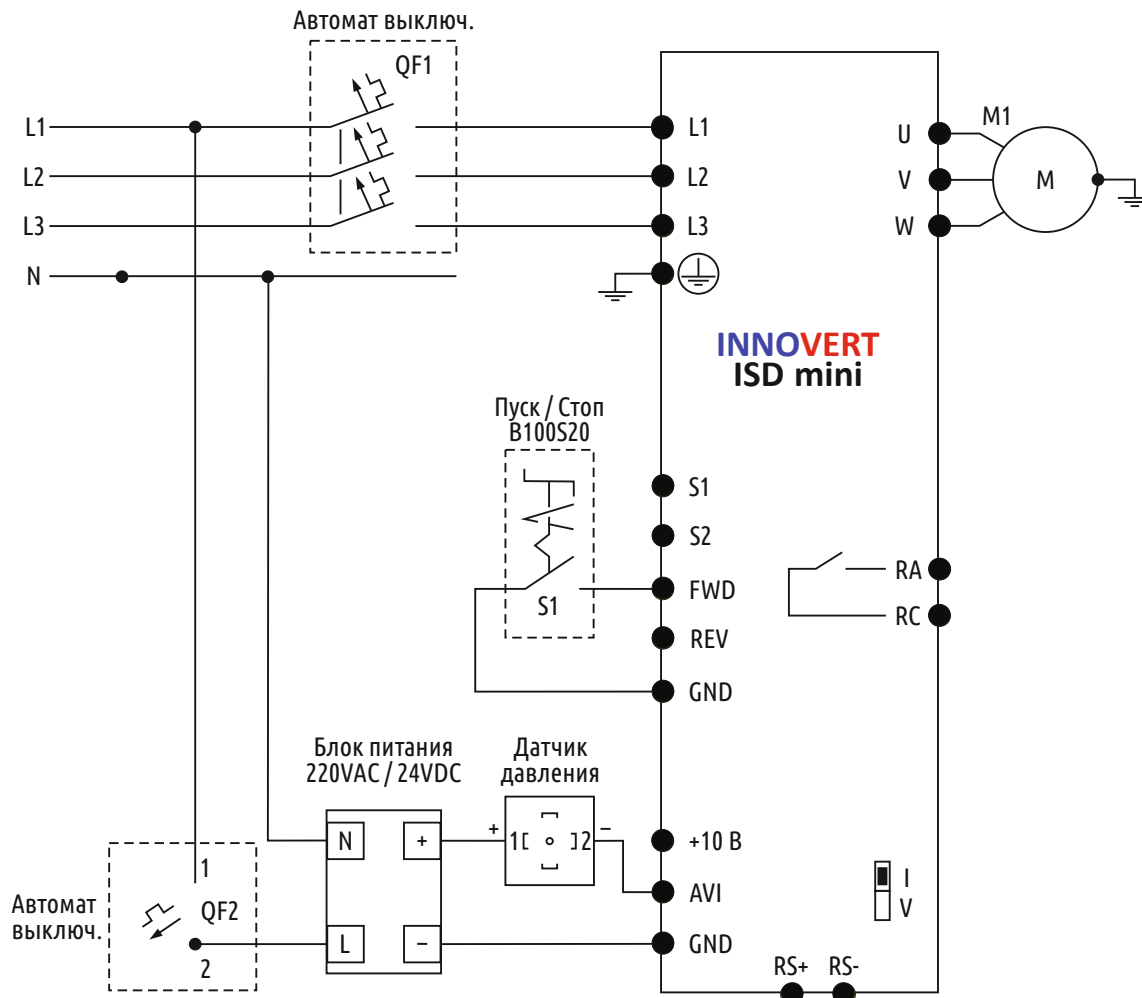 Автомат выключ.
QF1
L1
L2
L3
N
L1
L2
L3
U
V
W
M1
M
INNOVERT
ISD mini
Пуск / Стоп
B100S20
S1
S1
S2
FWD
REV
GND
RA
RC
Блок питания
220VAC / 24VDC
N
+
L
–
Датчик
давления
+
1
2
–
+10 В
AVI
GND
I
V
RS+
RS-
Автомат
выключ.
1
QF2
2